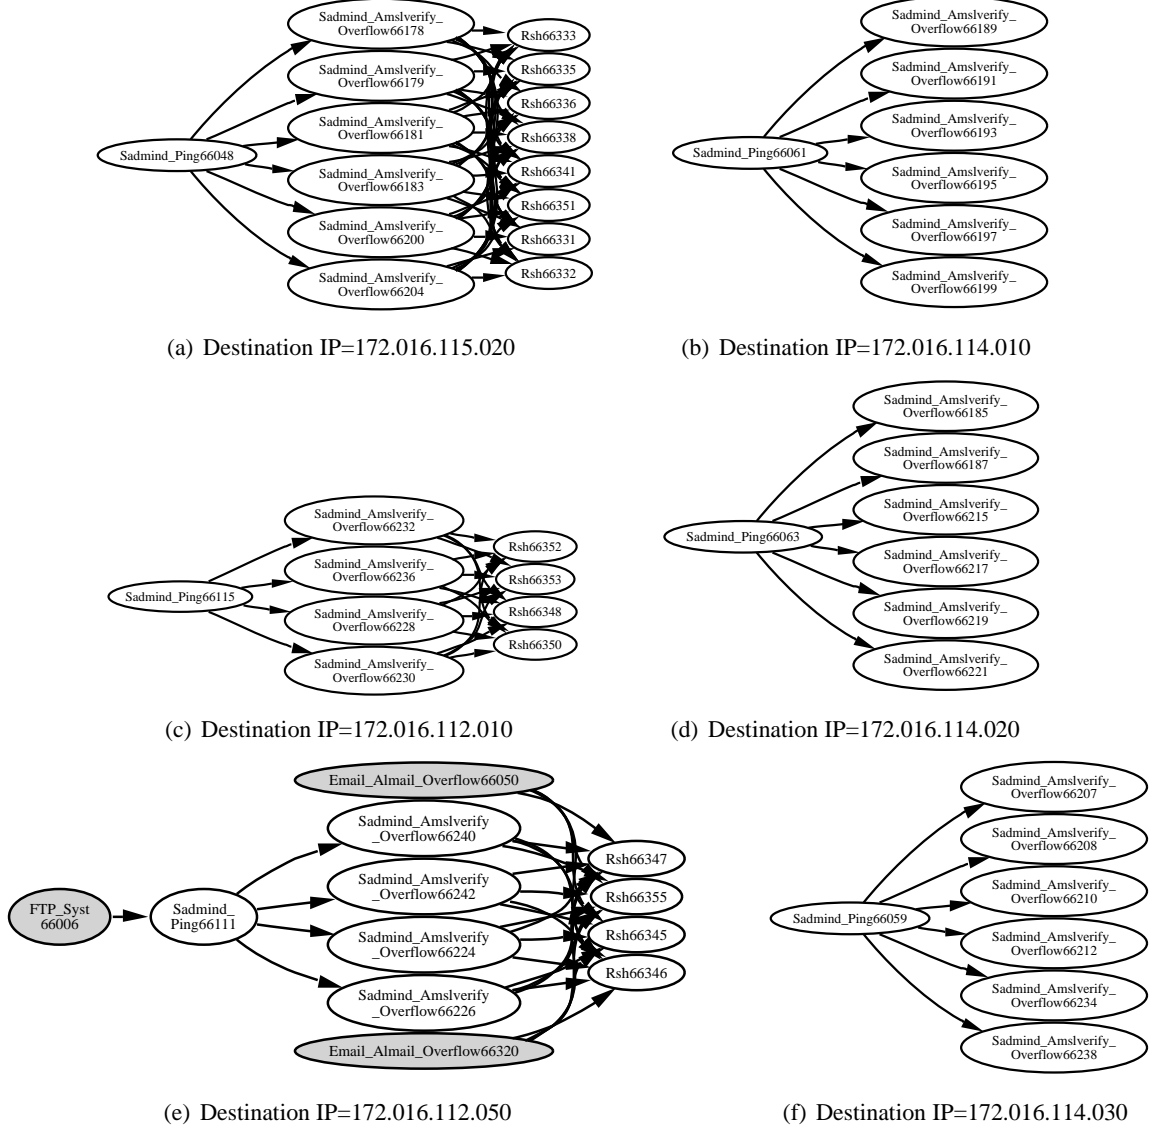 Sadmind_Amslverify_
Overflow66178
Sadmind_Amslverify_
Overflow66179
Sadmind_Amslverify_
Overflow66181
Sadmind_Ping66048
Sadmind_Amslverify_
Overflow66183
Sadmind_Amslverify_
Overflow66200
Sadmind_Amslverify_
Overflow66204
Rsh66333
Rsh66335
Rsh66336
Rsh66338
Rsh66341
Rsh66351
Rsh66331
Rsh66332
(a) Destination IP=172.016.115.020
Sadmind_Amslverify_
Overflow66189
Sadmind_Amslverify_
Overflow66191
Sadmind_Amslverify_
Overflow66193
Sadmind_Ping66061
Sadmind_Amslverify_
Overflow66195
Sadmind_Amslverify_
Overflow66197
Sadmind_Amslverify_
Overflow66199
(b) Destination IP=172.016.114.010
Sadmind_Amslverify_
Overflow66232
Sadmind_Amslverify_
Overflow66236
Sadmind_Ping66115
Sadmind_Amslverify_
Overflow66228
Sadmind_Amslverify_
Overflow66230
Rsh66352
Rsh66353
Rsh66348
Rsh66350
(c) Destination IP=172.016.112.010
Sadmind_Amslverify_
Overflow66185
Sadmind_Amslverify_
Overflow66187
Sadmind_Amslverify_
Overflow66215
Sadmind_Ping66063
Sadmind_Amslverify_
Overflow66217
Sadmind_Amslverify_
Overflow66219
Sadmind_Amslverify_
Overflow66221
(d) Destination IP=172.016.114.020
Email_Almail_Overflow66050
Sadmind_Amslverify
_Overflow66240
Sadmind_Amslverify
_Overflow66242
FTP_Syst
66006
Sadmind_
Ping66111
Sadmind_Amslverify
_Overflow66224
Sadmind_Amslverify
_Overflow66226
Email_Almail_Overflow66320
Rsh66347
Rsh66355
Rsh66345
Rsh66346
(e) Destination IP=172.016.112.050
Sadmind_Amslverify_
Overflow66207
Sadmind_Amslverify_
Overflow66208
Sadmind_Amslverify_
Overflow66210
Sadmind_Ping66059
Sadmind_Amslverify_
Overflow66212
Sadmind_Amslverify_
Overflow66234
Sadmind_Amslverify_
Overflow66238
(f) Destination IP=172.016.114.030